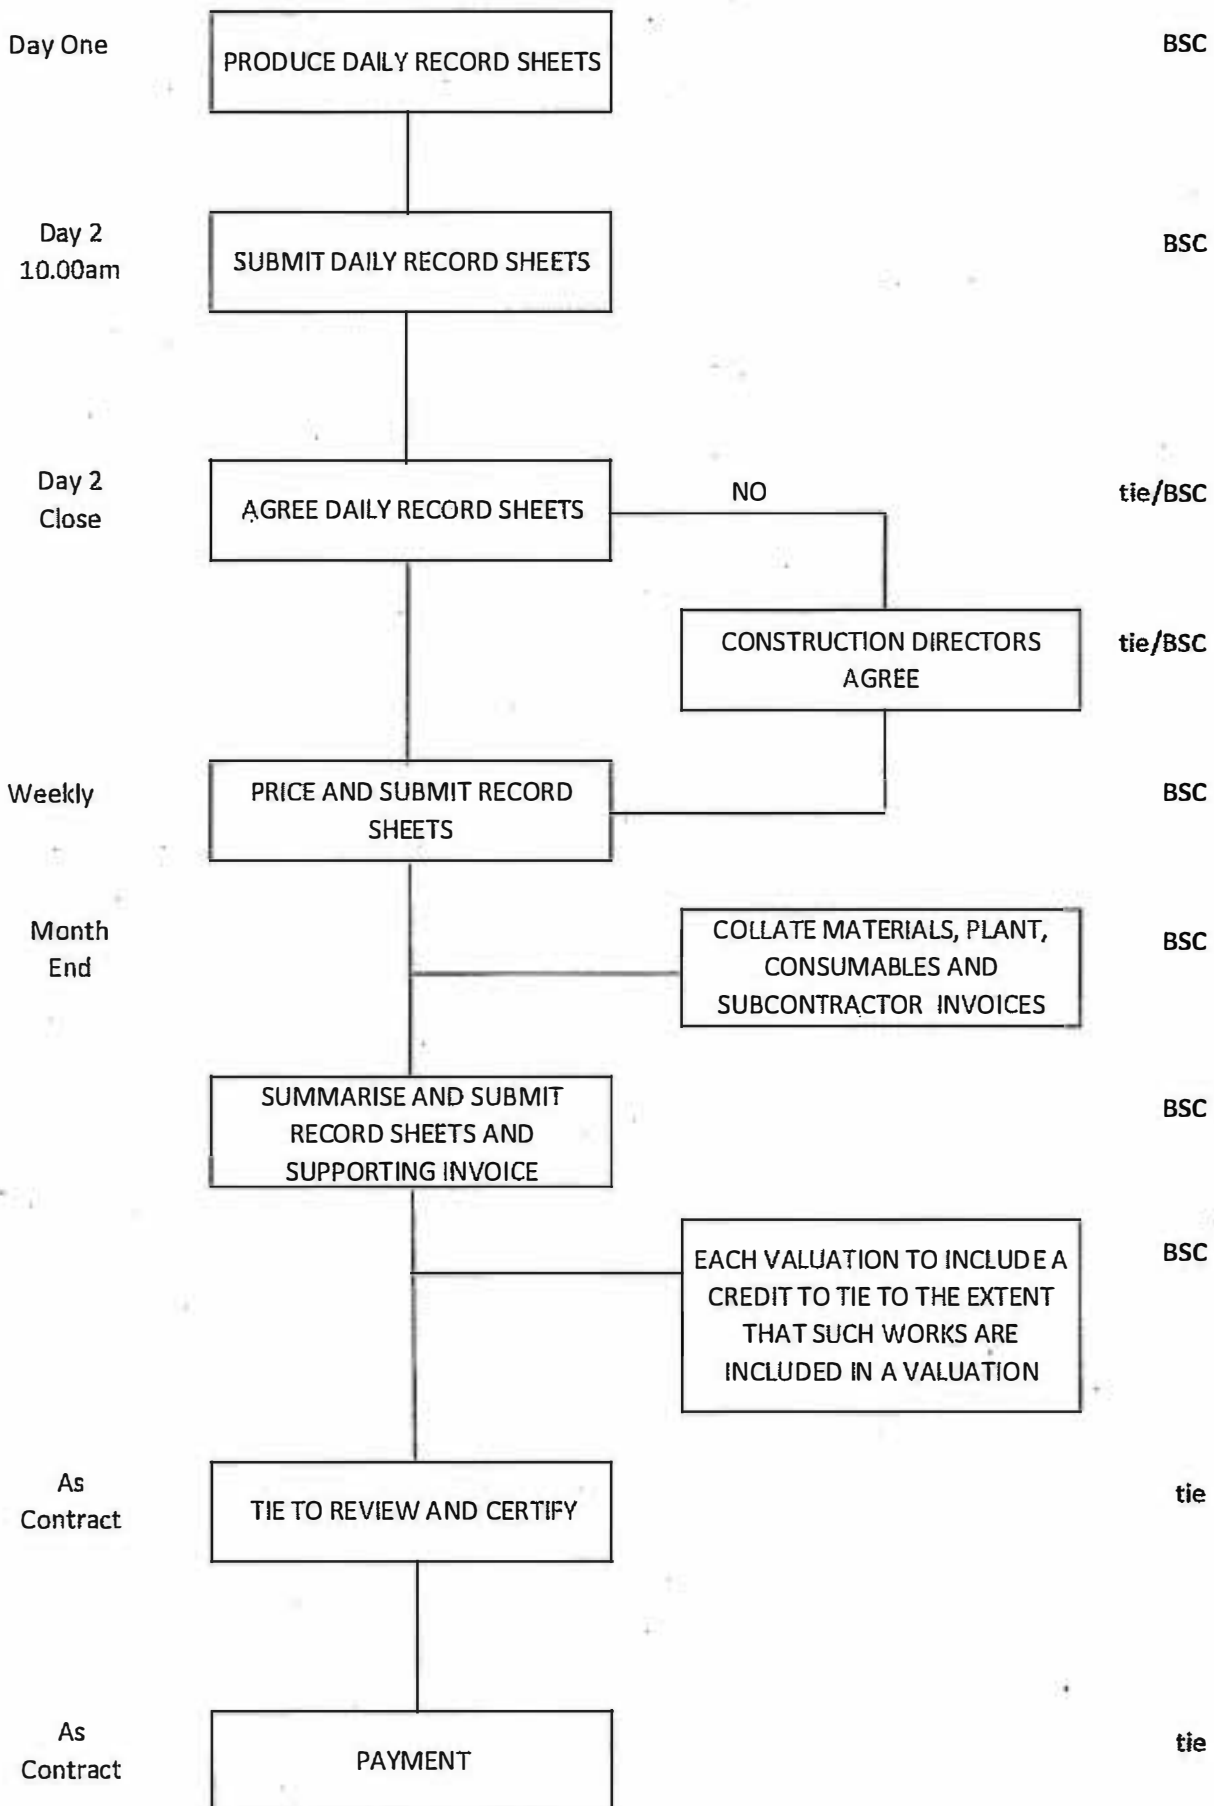 Day One
PRODUCE DAILY RECORD SHEETS
BSC
Day 2
10.00am
SUBMIT DAILY RECORD SHEETS
BSC
Day 2
Close
AGREE DAILY RECORD SHEETS
NO
tie/BSC
CONSTRUCTION DIRECTORS
AGREE
tie/BSC
Weekly
PRICE AND SUBMIT RECORD
SHEETS
BSC
Month
End
COLLATE MATERIALS, PLANT,
CONSUMABLES AND
SUBCONTRACTOR INVOICES
BSC
SUMMARISE AND SUBMIT
RECORD SHEETS AND
SUPPORTING INVOICE
BSC
EACH VALUATION TO INCLUDE A
CREDIT TO TIE TO THE EXTENT
THAT SUCH WORKS ARE
INCLUDED IN A VALUATION
BSC
As
Contract
TIE TO REVIEW AND CERTIFY
tie
As
Contract
PAYMENT
tie